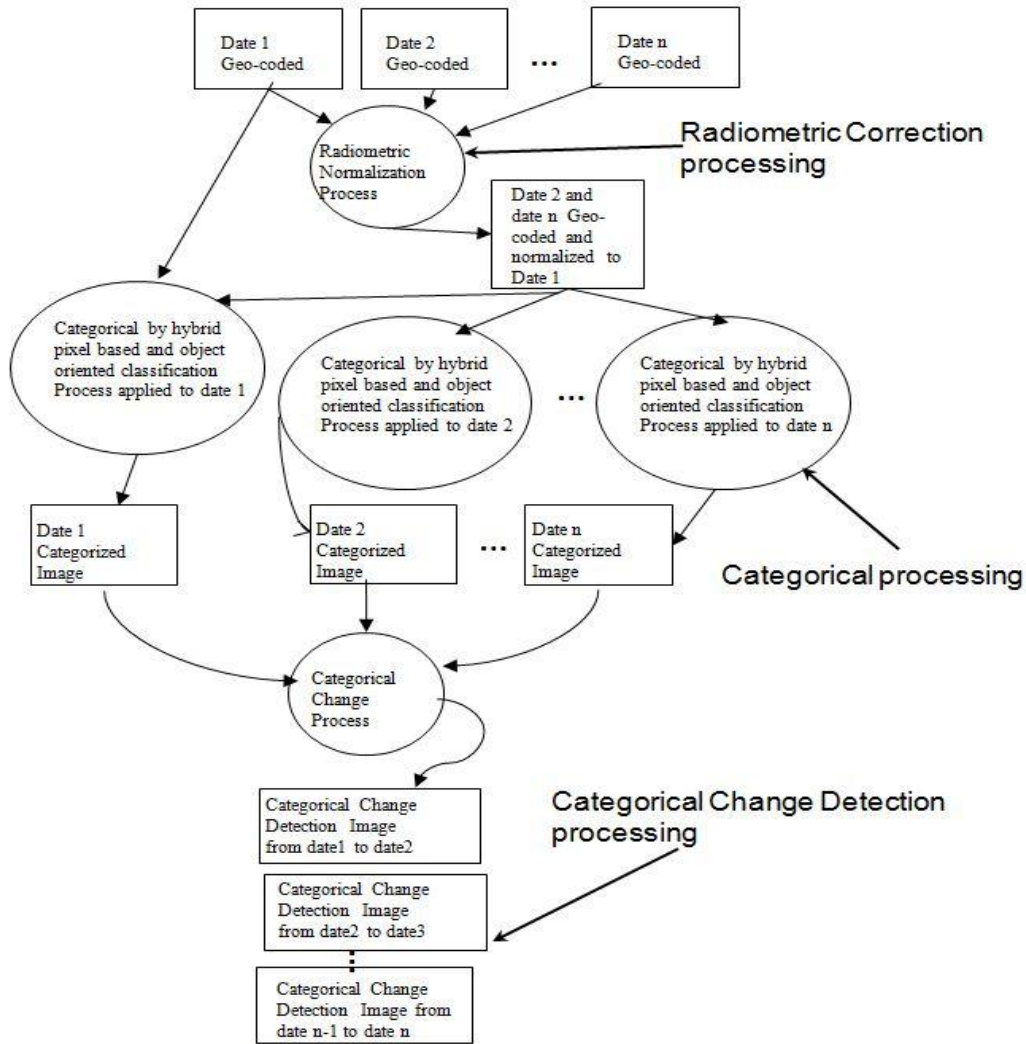 Date 1
Geo-coded
Date 2
Geo-coded
...
Date n
Geo-coded
Radiometric
Normalization
Process
Radiometric Correction
processing
Date 2 and
date n Geo-
coded and
normalized to
Date 1
Categorical by hybrid
pixel based and object
oriented classification
Process applied to date 1
Categorical by hybrid
pixel based and object
oriented classification
Process applied to date 2
...
Categorical by hybrid
pixel based and object
oriented classification
Process applied to date n
Date 1
Categorized
Image
Date 2
Categorized
Image
...
Date n
Categorized
Image
Categorical processing
Categorical
Change
Process
Categorical Change
Detection Image
from date1 to date2
Categorical Change Detection
processing
Categorical Change
Detection Image
from date2 to date3
Categorical Change
Detection Image from
date n-1 to date n